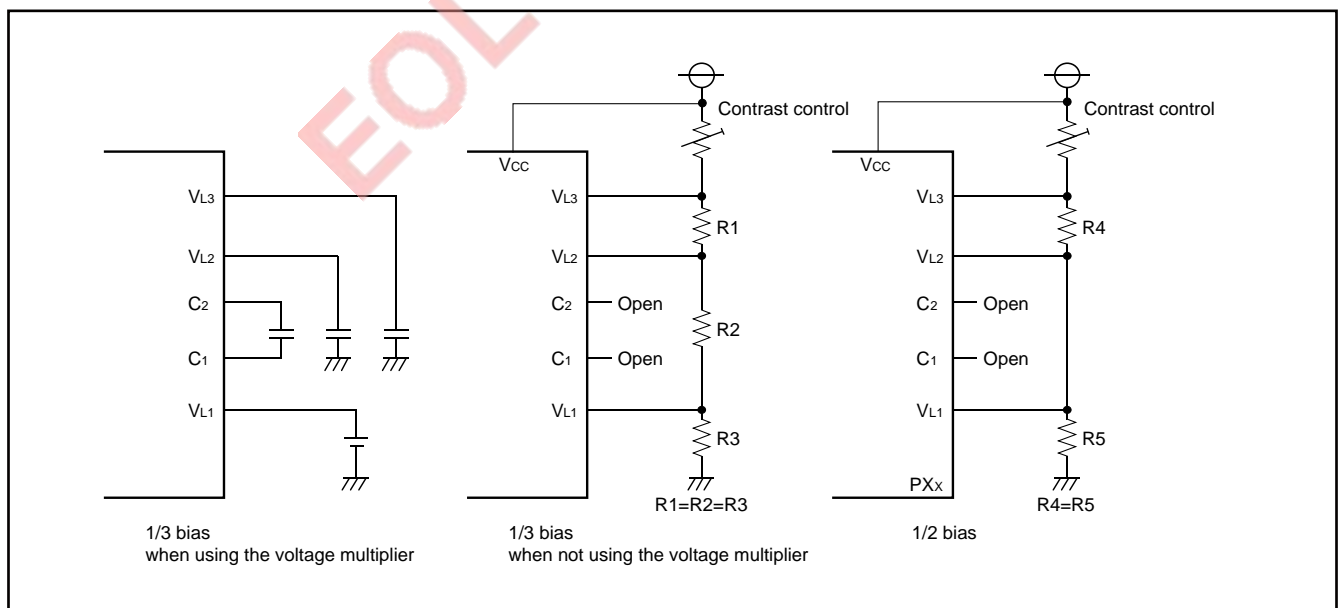 EOL
Contrast control
VCC
VL3
VL2
C2
C1
VL1
R1
Open
R2
Open
R3
R1=R2=R3
Contrast control
VCC
VL3
VL2
C2
C1
VL1
PXX
R4
Open
Open
R5
R4=R5
VL3
VL2
C2
C1
VL1
1/3 bias
when using the voltage multiplier
1/3 bias
when not using the voltage multiplier
1/2 bias